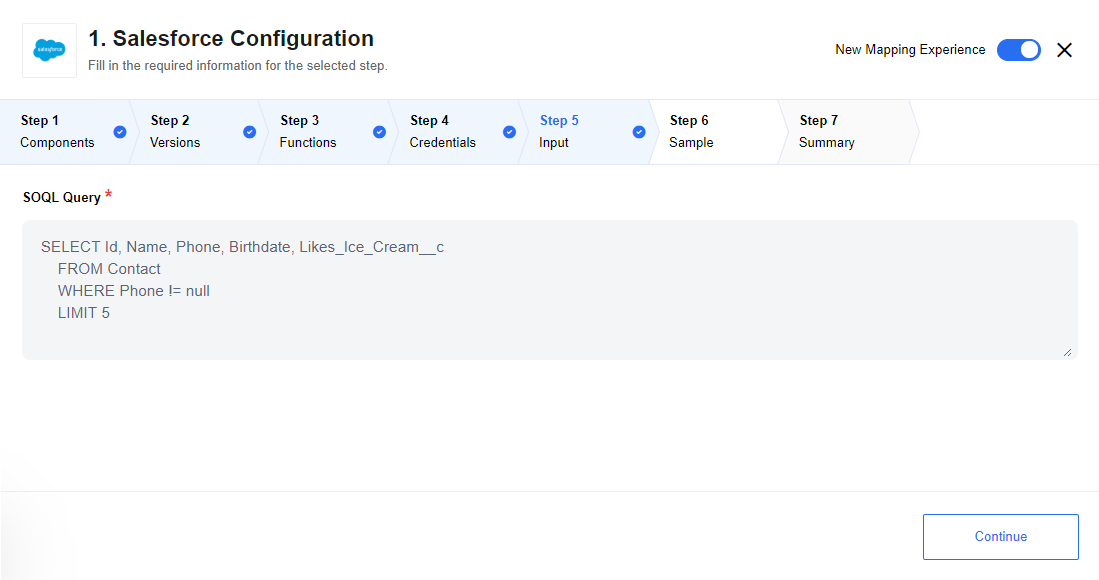 salesforce
1. Salesforce Configuration
Fill in the required information for the selected step.
New Mapping Experience
Step 1
Components
Step 2
Versions
Step 3
Functions
Step 4
Credentials
Step 5
Input
Step 6
Sample
Step 7
Summary
SOQL Query *
SELECT Id, Name, Phone, Birthdate, Likes_Ice_Cream__c
FROM Contact
WHERE Phone != null
LIMIT 5
Continue